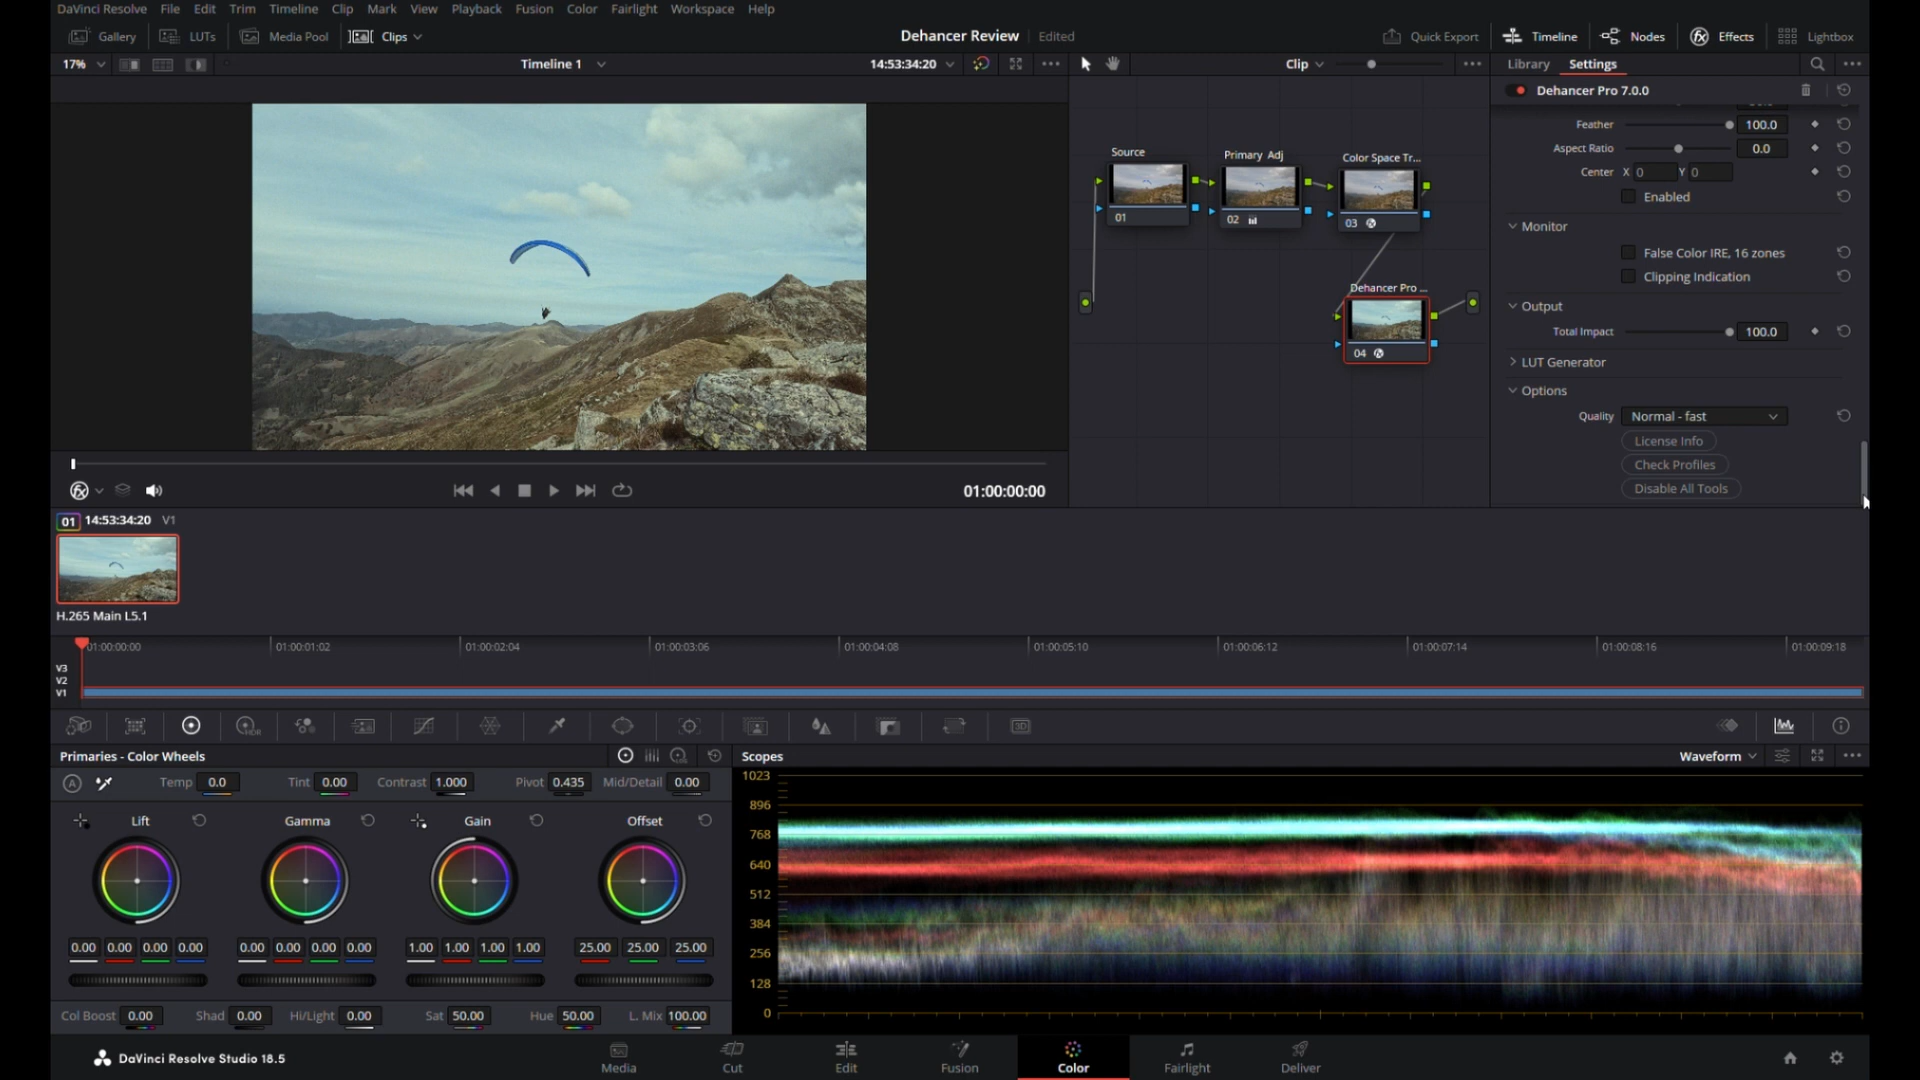 DaVinci Resolve File Edit Trim Timeline Clip Mark View Playback Fusion Color Fairlight Workspace Help
Gallery LUTs Media Pool Clips Dehancer Review Edited Quick Export Timeline Nodes Effects Lightbox
17% Timeline 1 14:53:34:20 Clip Library Settings
Dehancer Pro 7.0.0
Feather 100.0
Aspect Ratio 0.0
Center X 0 Y 0
Enabled
Monitor
False Color IRE, 16 zones
Clipping Indication
Output
Total Impact 100.0
LUT Generator
Options
Quality Normal - fast
License Info
Check Profiles
Disable All Tools
Source
01
Primary Adj
02
Color Space Tr...
03
Dehancer Pro ...
04
01:00:00:00
01 14:53:34:20 V1
H.265 Main L5.1
01:00:00:00 01:00:01:02 01:00:02:04 01:00:03:06 01:00:04:08 01:00:05:10 01:00:06:12 01:00:07:14 01:00:08:16 01:00:09:18
V3
V2
V1
HDR
3D
Primaries - Color Wheels
Temp 0.0 Tint 0.00 Contrast 1.000 Pivot 0.435 Mid/Detail 0.00
Lift Gamma Gain Offset
0.00 0.00 0.00 0.00 0.00 0.00 0.00 0.00 1.00 1.00 1.00 1.00 25.00 25.00 25.00
Col Boost 0.00 Shad 0.00 Hi/Light 0.00 Sat 50.00 Hue 50.00 L. Mix 100.00
Scopes Waveform
1023
896
768
640
512
384
256
128
0
DaVinci Resolve Studio 18.5
Media Cut Edit Fusion Color Fairlight Deliver